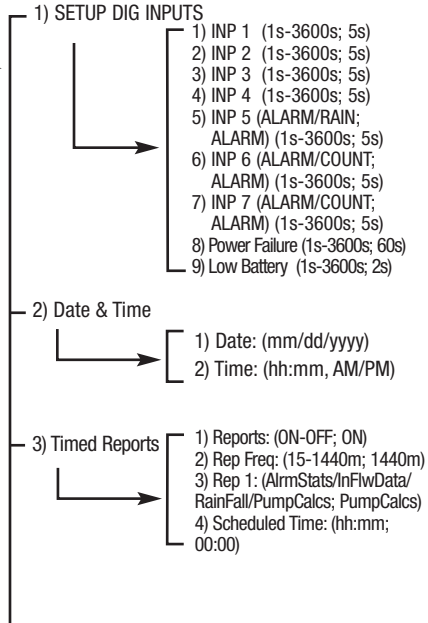 1) SETUP DIG INPUTS
1) INP 1 (1s-3600s; 5s)
2) INP 2 (1s-3600s; 5s)
3) INP 3 (1s-3600s; 5s)
4) INP 4 (1s-3600s; 5s)
5) INP 5 (ALARM/RAIN;
ALARM) (1s-3600s; 5s)
6) INP 6 (ALARM/COUNT;
ALARM) (1s-3600s; 5s)
7) INP 7 (ALARM/COUNT;
ALARM) (1s-3600s; 5s)
8) Power Failure (1s-3600s; 60s)
9) Low Battery (1s-3600s; 2s)
2) Date & Time
1) Date: (mm/dd/yyyy)
2) Time: (hh:mm, AM/PM)
3) Timed Reports
1) Reports: (ON-OFF; ON)
2) Rep Freq: (15-1440m; 1440m)
3) Rep 1: (AlrmStats/InFlwData/
RainFall/PumpCalcs; PumpCalcs)
4) Scheduled Time: (hh:mm;
00:00)